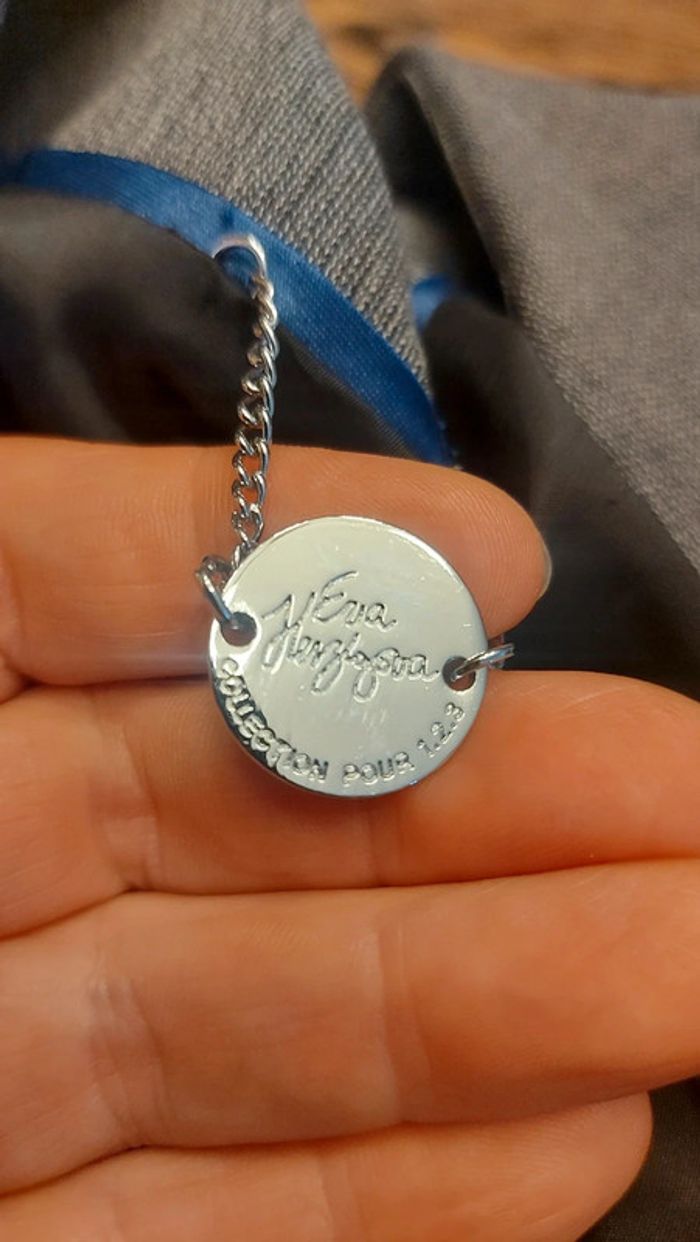 Eva
Herzigova
COLLECTION POUR 1.2.3